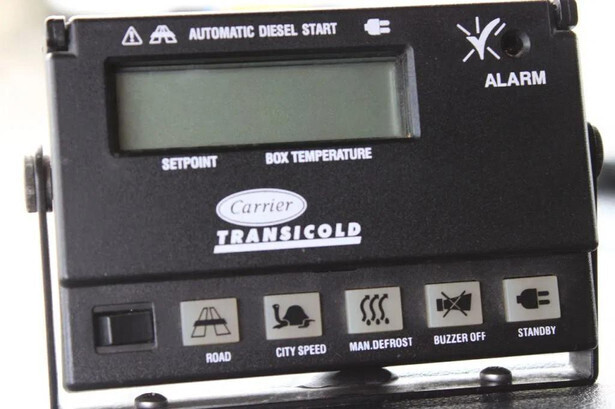 AUTOMATIC DIESEL START
ALARM
SETPOINT BOX TEMPERATURE
Carrier
TRANSICOLD
ROAD CITY SPEED MAN.DEFROST BUZZER OFF STANDBY